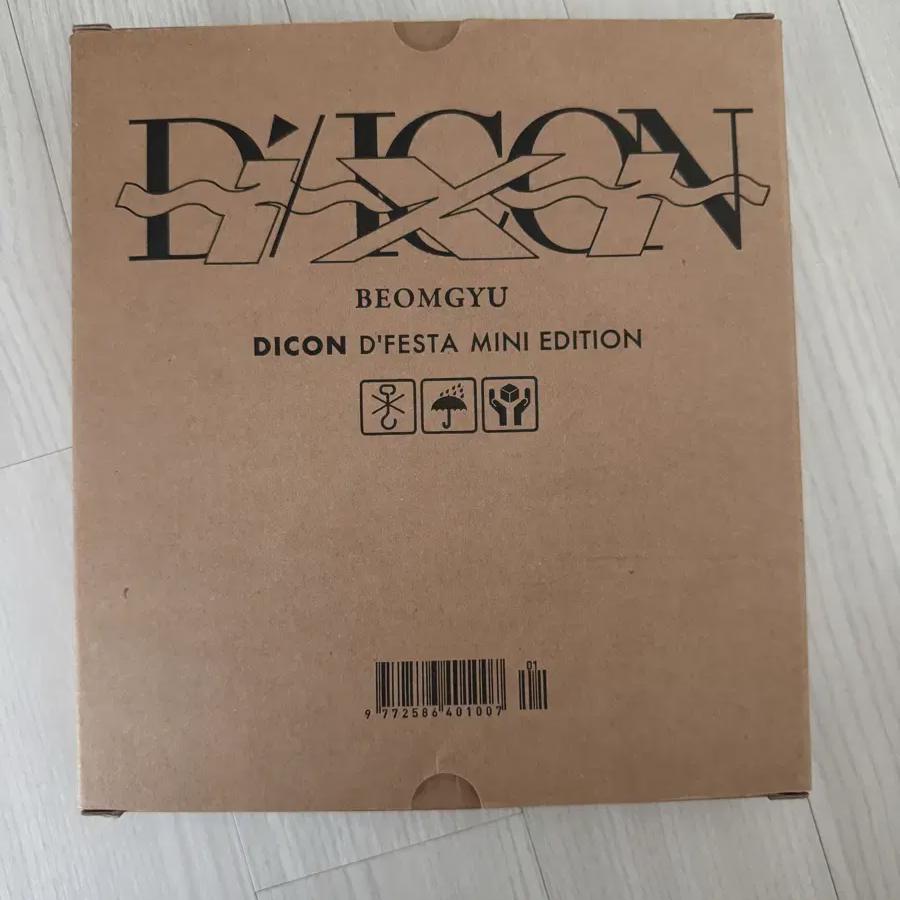 D'/ICON
BEOMGYU
DICON D'FESTA MINI EDITION
01
9 772586 401007